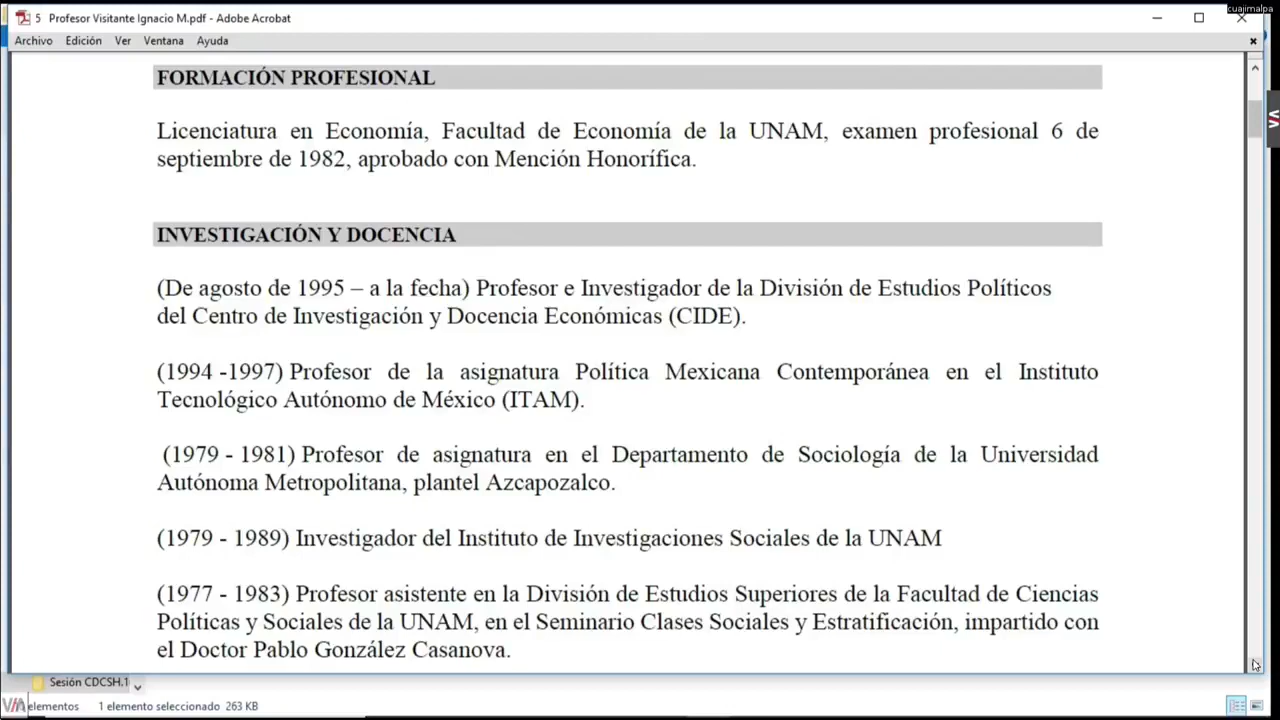 cuajimalpa
5 Profesor Visitante Ignacio M.pdf - Adobe Acrobat
Archivo Edición Ver Ventana Ayuda
FORMACIÓN PROFESIONAL
Licenciatura en Economía, Facultad de Economía de la UNAM, examen profesional 6 de
septiembre de 1982, aprobado con Mención Honorífica.
INVESTIGACIÓN Y DOCENCIA
(De agosto de 1995 – a la fecha) Profesor e Investigador de la División de Estudios Políticos
del Centro de Investigación y Docencia Económicas (CIDE).
(1994 -1997) Profesor de la asignatura Política Mexicana Contemporánea en el Instituto
Tecnológico Autónomo de México (ITAM).
(1979 - 1981) Profesor de asignatura en el Departamento de Sociología de la Universidad
Autónoma Metropolitana, plantel Azcapozalco.
(1979 - 1989) Investigador del Instituto de Investigaciones Sociales de la UNAM
(1977 - 1983) Profesor asistente en la División de Estudios Superiores de la Facultad de Ciencias
Políticas y Sociales de la UNAM, en el Seminario Clases Sociales y Estratificación, impartido con
el Doctor Pablo González Casanova.
Sesión CDCSH.1
elementos 1 elemento seleccionado 263 KB